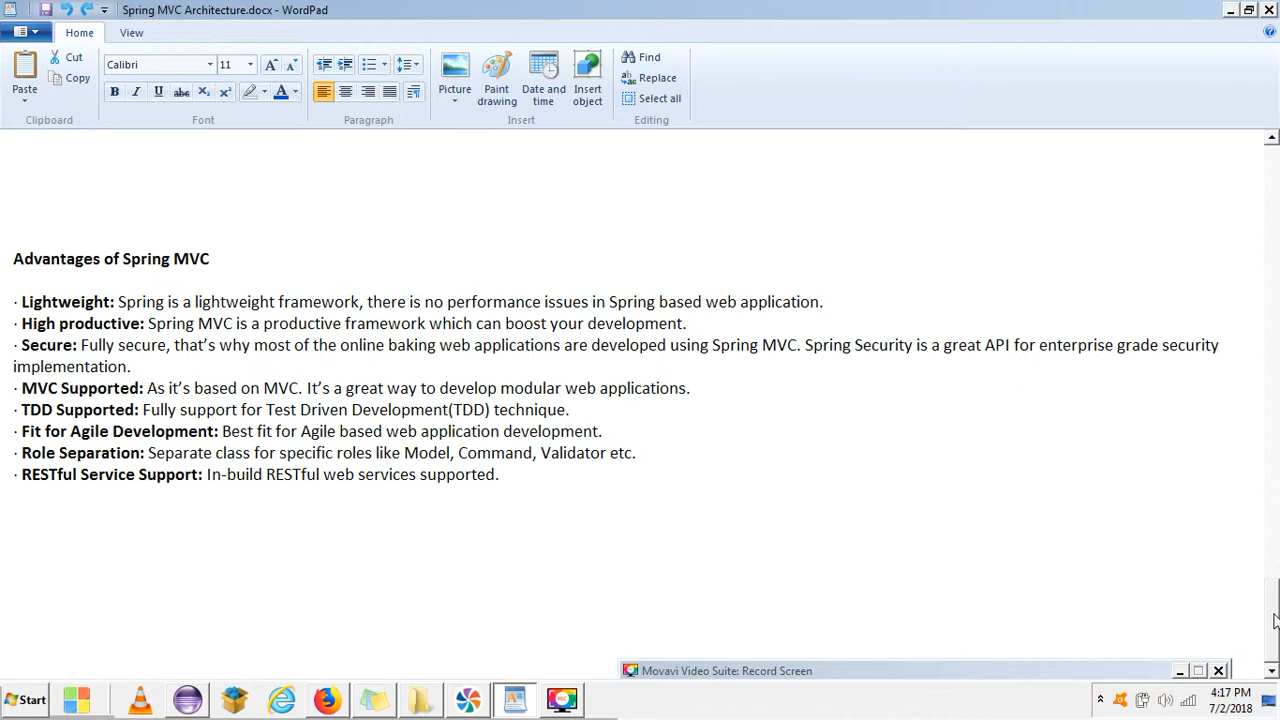 Spring MVC Architecture.docx - WordPad
Home View
Cut
Copy
Paste
Clipboard
Calibri 11
B I U abc X₂ X²
Font
Paragraph
Picture
Paint drawing
Date and time
Insert object
Insert
Find
Replace
Select all
Editing
Advantages of Spring MVC
· Lightweight: Spring is a lightweight framework, there is no performance issues in Spring based web application.
· High productive: Spring MVC is a productive framework which can boost your development.
· Secure: Fully secure, that’s why most of the online baking web applications are developed using Spring MVC. Spring Security is a great API for enterprise grade security
implementation.
· MVC Supported: As it’s based on MVC. It’s a great way to develop modular web applications.
· TDD Supported: Fully support for Test Driven Development(TDD) technique.
· Fit for Agile Development: Best fit for Agile based web application development.
· Role Separation: Separate class for specific roles like Model, Command, Validator etc.
· RESTful Service Support: In-build RESTful web services supported.
Movavi Video Suite: Record Screen
Start
4:17 PM
7/2/2018